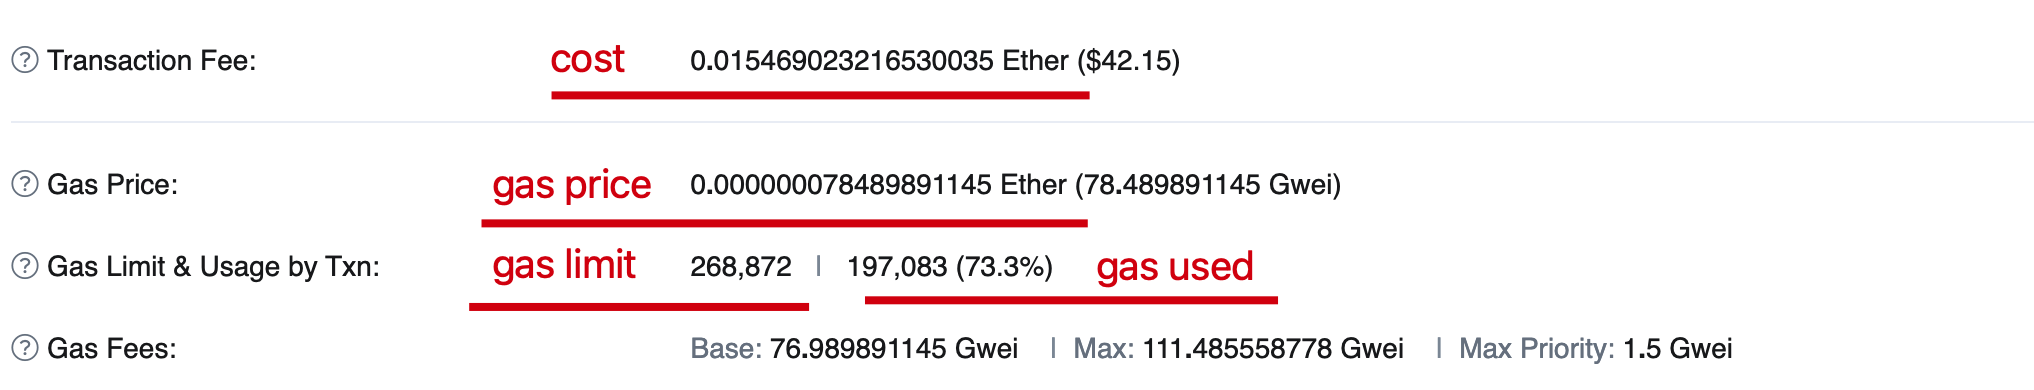 Transaction Fee: cost 0.015469023216530035 Ether ($42.15)
Gas Price: gas price 0.000000078489891145 Ether (78.489891145 Gwei)
Gas Limit & Usage by Txn: gas limit 268,872 | 197,083 (73.3%) gas used
Gas Fees: Base: 76.989891145 Gwei | Max: 111.485558778 Gwei | Max Priority: 1.5 Gwei